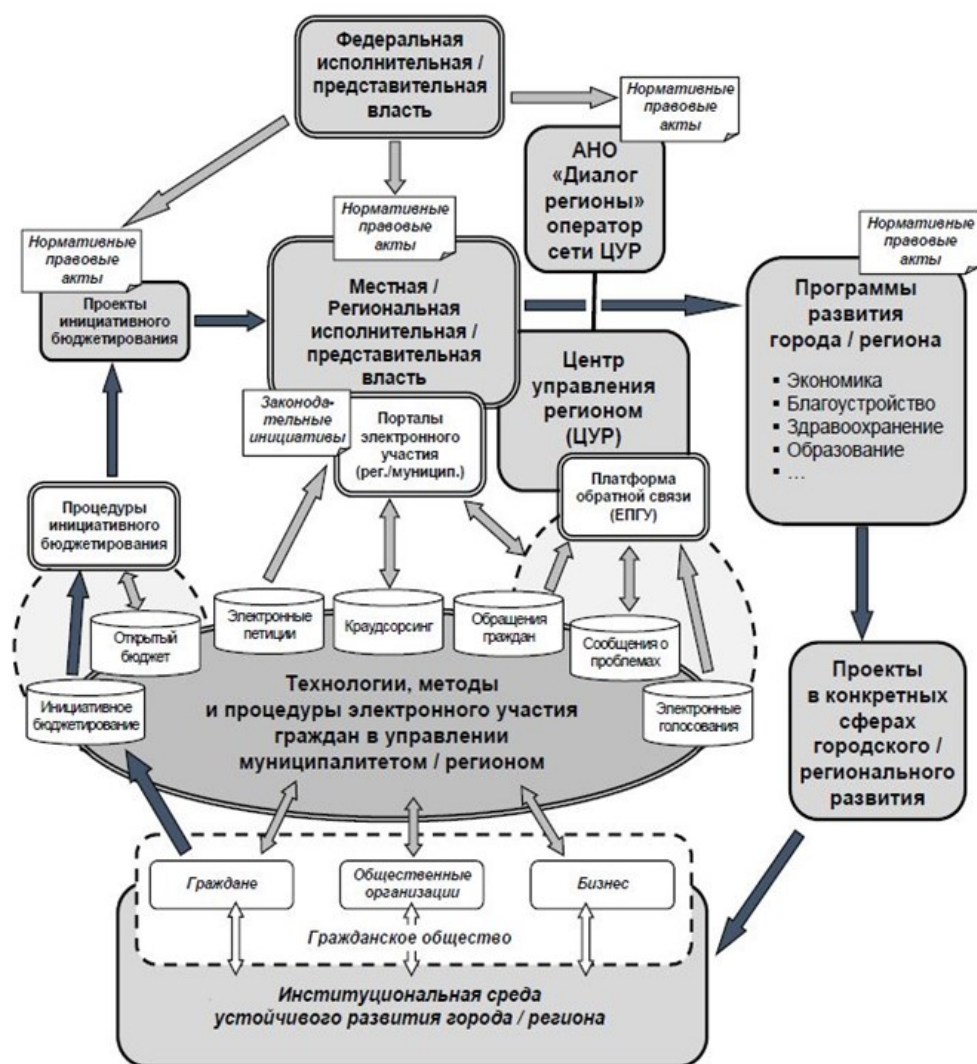 Федеральная
исполнительная /
представительная
власть
Нормативные
правовые
акты
АНО
«Диалог
регионы»
оператор
сети ЦУР
Нормативные
правовые
акты
Нормативные
правовые
акты
Нормативные
правовые
акты
Проекты
инициативного
бюджетирования
Местная /
Региональная
исполнительная /
представительная
власть
Программы
развития
города / региона
▪ Экономика
▪ Благоустройство
▪ Здравоохранение
▪ Образование
▪ …
Центр
управления
регионом
(ЦУР)
Законода-
тельные
инициативы
Порталы
электронного
участия
(рег./муницип.)
Платформа
обратной связи
(ЕПГУ)
Процедуры
инициативного
бюджетирования
Открытый
бюджет
Электронные
петиции
Краудсорсинг
Обращения
граждан
Сообщения о
проблемах
Инициативное
бюджетирование
Электронные
голосования
Технологии, методы
и процедуры электронного участия
граждан в управлении
муниципалитетом / регионом
Проекты
в конкретных
сферах
городского /
регионального
развития
Граждане
Общественные
организации
Бизнес
Гражданское общество
Институциональная среда
устойчивого развития города / региона